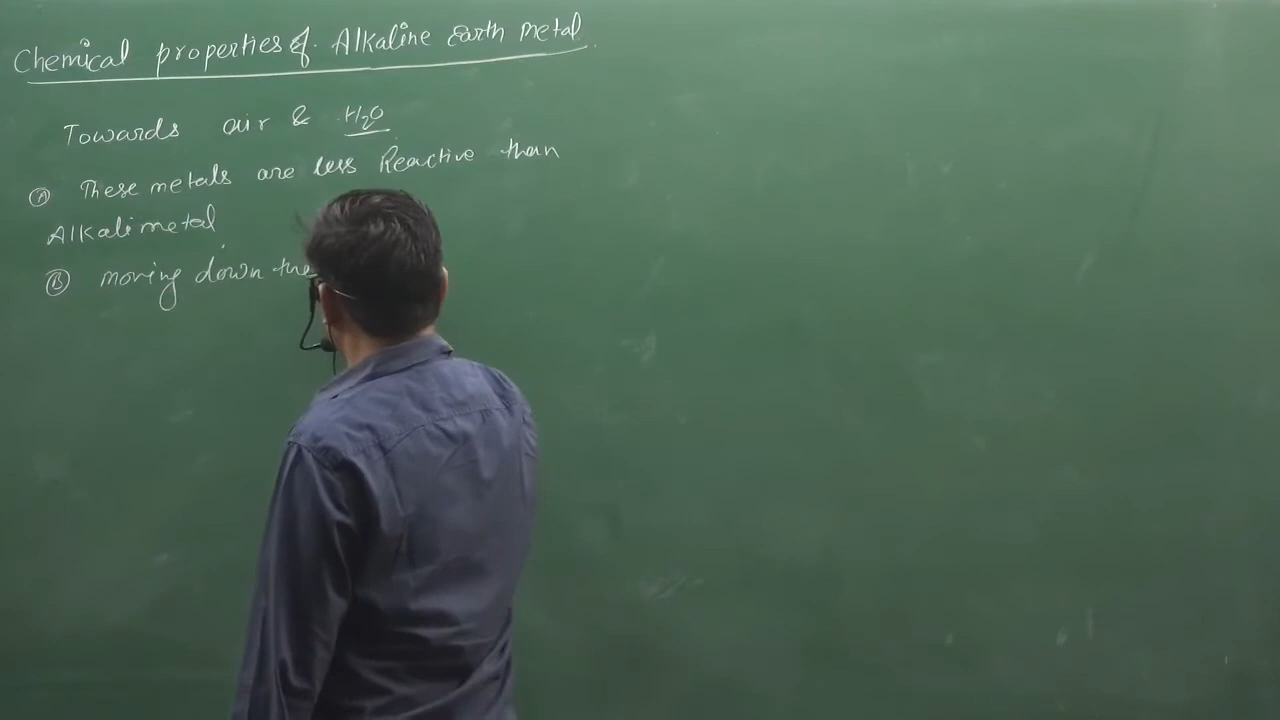 Chemical properties of Alkaline Earth metal
Towards air & H₂O
(A) These metals are less Reactive than
Alkali metal
(B) moving down the